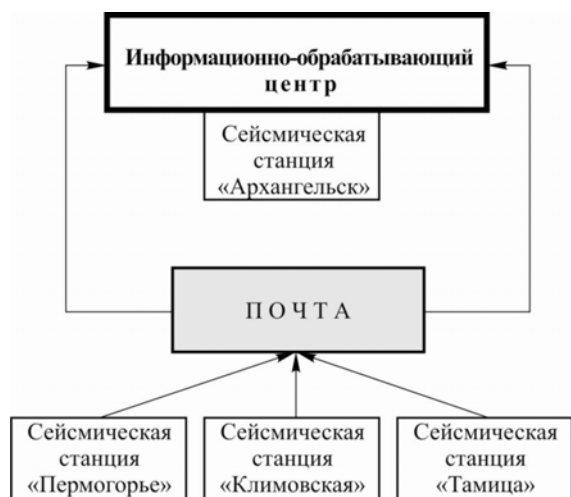 Информационно-обрабатывающий
центр
Сейсмическая
станция
«Архангельск»
ПОЧТА
Сейсмическая
станция
«Пермогорье»
Сейсмическая
станция
«Климовская»
Сейсмическая
станция
«Тамица»